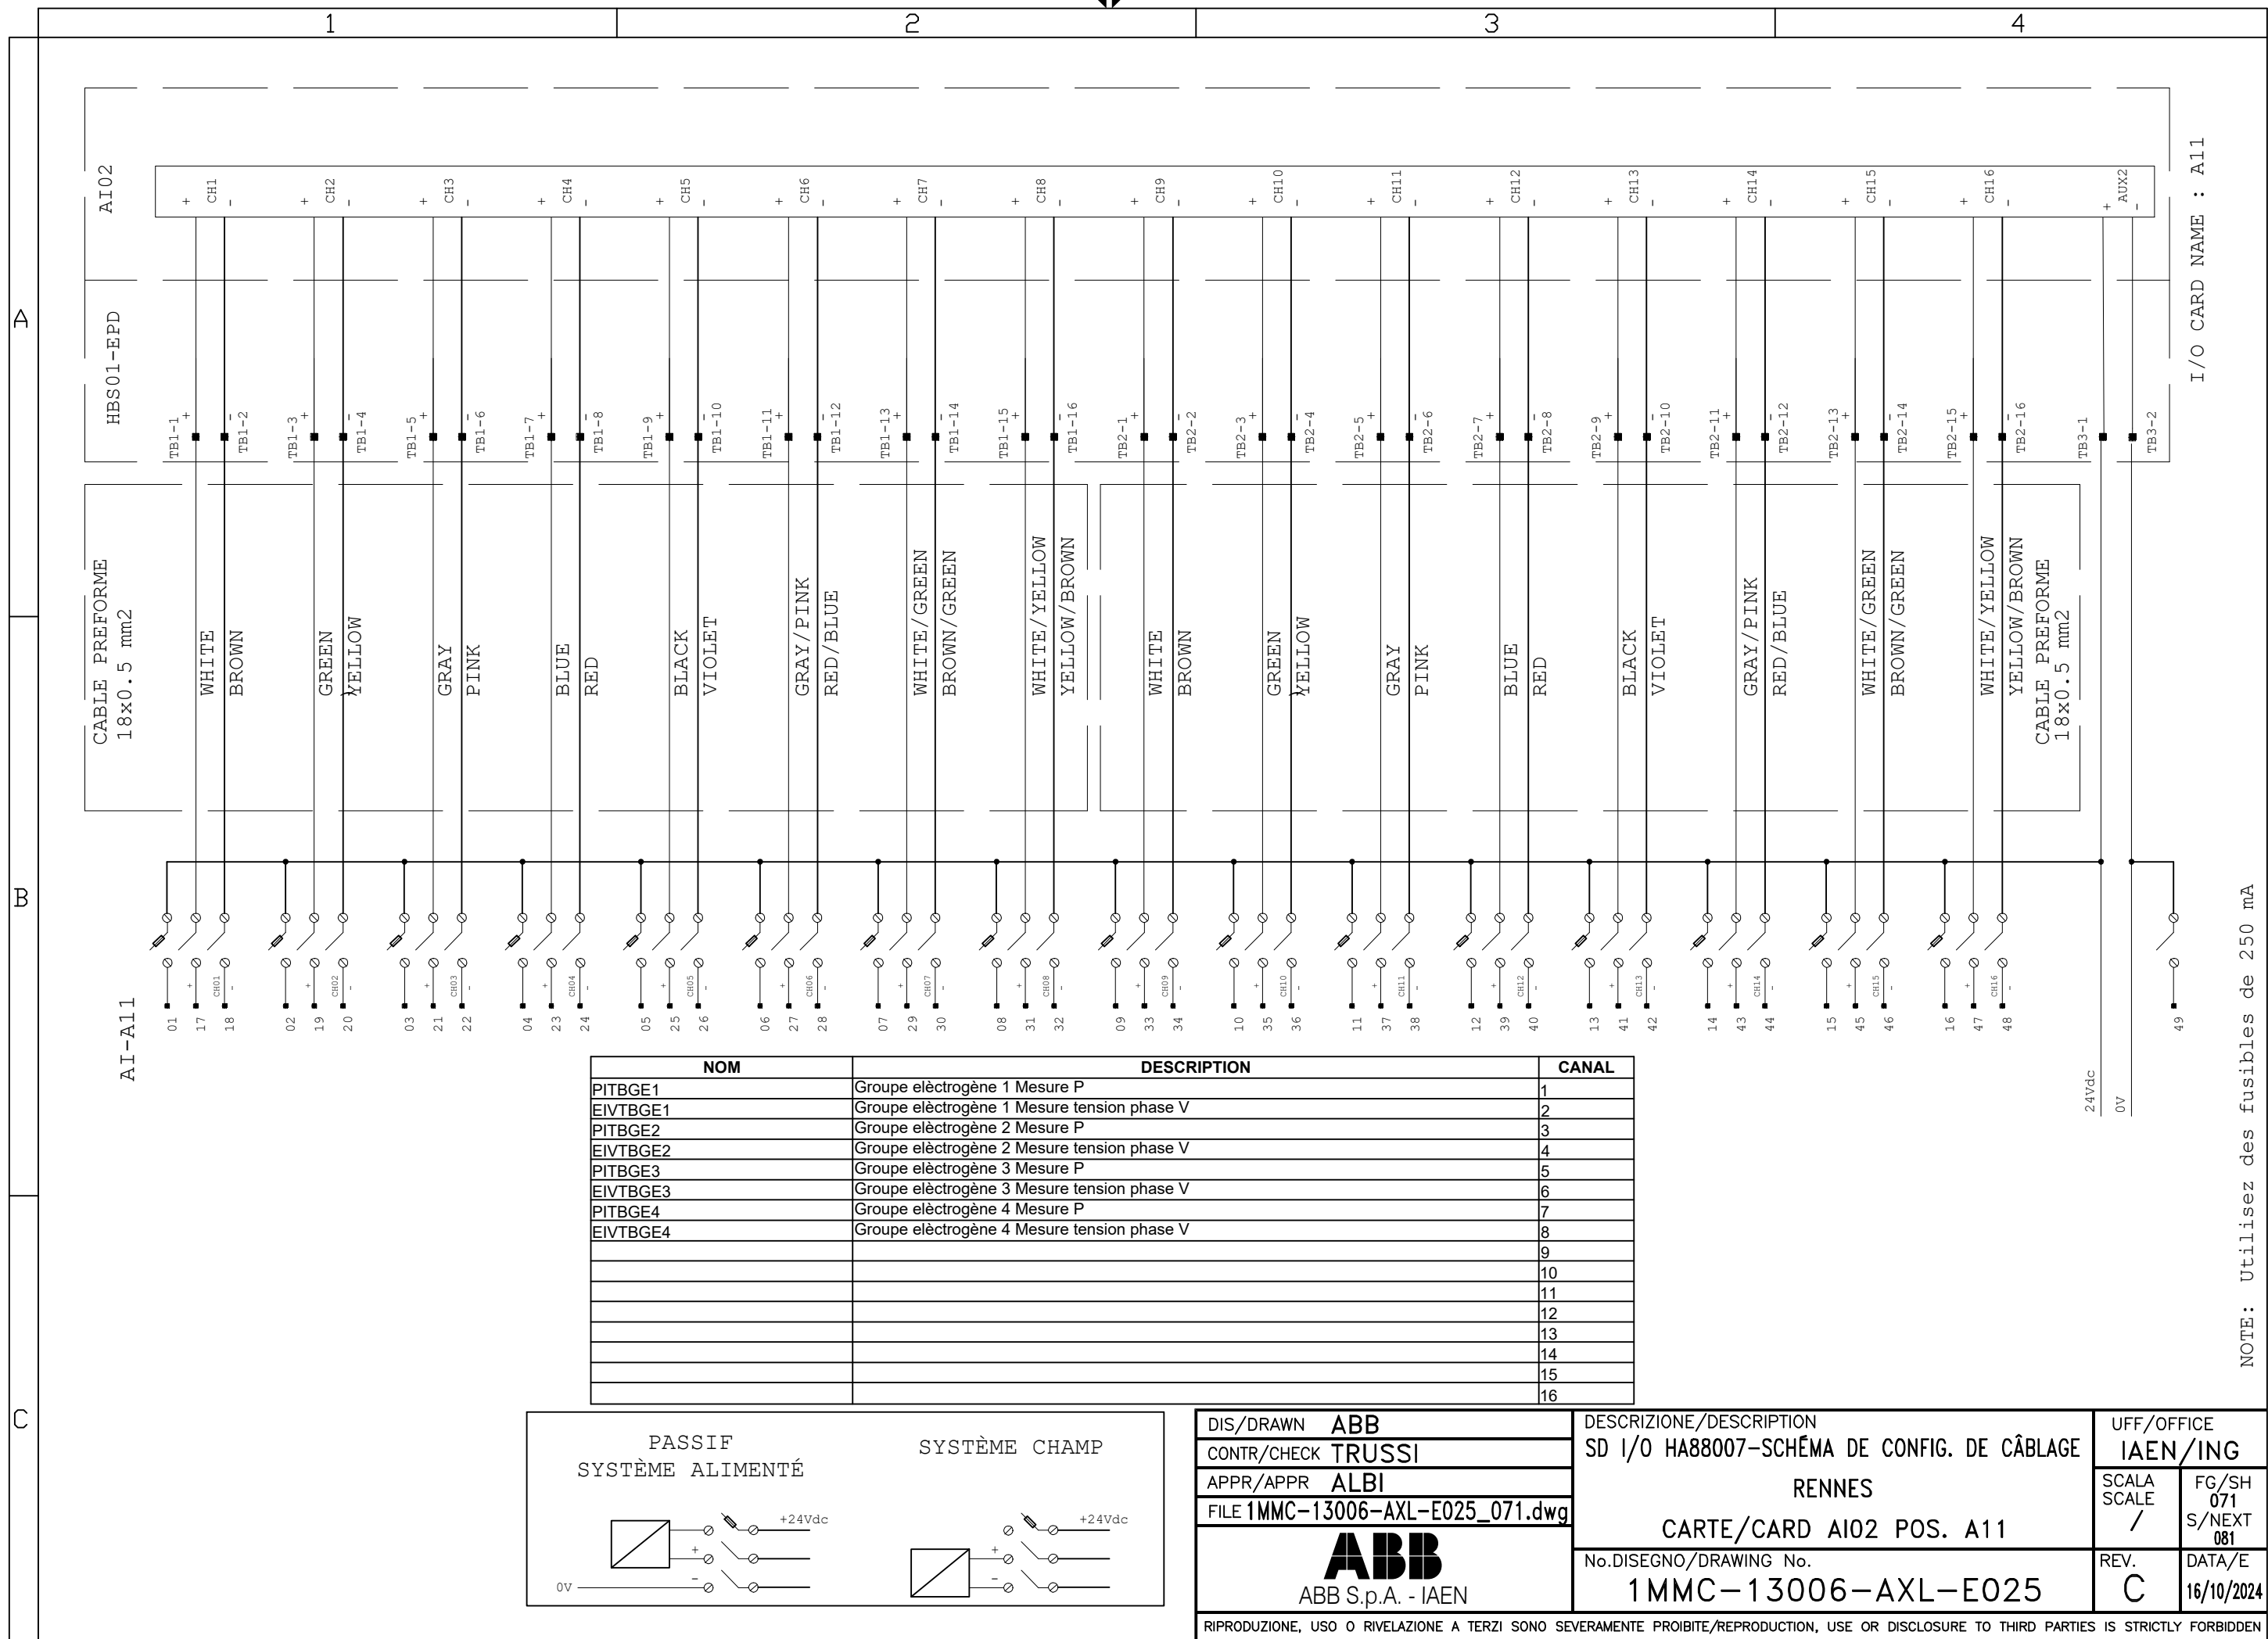 1 2 3 4
A
B
C
AI02
CH1 + -
CH2 + -
CH3 + -
CH4 + -
CH5 + -
CH6 + -
CH7 + -
CH8 + -
CH9 + -
CH10 + -
CH11 + -
CH12 + -
CH13 + -
CH14 + -
CH15 + -
CH16 + -
AUX2 + -
I/O CARD NAME : A11
HBS01-EPD
TB1-1 + TB1-2 -
TB1-3 + TB1-4 -
TB1-5 + TB1-6 -
TB1-7 + TB1-8 -
TB1-9 + TB1-10 -
TB1-11 + TB1-12 -
TB1-13 + TB1-14 -
TB1-15 + TB1-16 -
TB2-1 + TB2-2 -
TB2-3 + TB2-4 -
TB2-5 + TB2-6 -
TB2-7 + TB2-8 -
TB2-9 + TB2-10 -
TB2-11 + TB2-12 -
TB2-13 + TB2-14 -
TB2-15 + TB2-16 -
TB3-1
TB3-2
CABLE PREFORME
18x0.5 mm2
WHITE
BROWN
GREEN
YELLOW
GRAY
PINK
BLUE
RED
BLACK
VIOLET
GRAY/PINK
RED/BLUE
WHITE/GREEN
BROWN/GREEN
WHITE/YELLOW
YELLOW/BROWN
WHITE
BROWN
GREEN
YELLOW
GRAY
PINK
BLUE
RED
BLACK
VIOLET
GRAY/PINK
RED/BLUE
WHITE/GREEN
BROWN/GREEN
WHITE/YELLOW
YELLOW/BROWN
CABLE PREFORME
18x0.5 mm2
AI-A11
01 17 + CH01 18 -
02 19 + CH02 20 -
03 21 + CH03 22 -
04 23 + CH04 24 -
05 25 + CH05 26 -
06 27 + CH06 28 -
07 29 + CH07 30 -
08 31 + CH08 32 -
09 33 + CH09 34 -
10 35 + CH10 36 -
11 37 + CH11 38 -
12 39 + CH12 40 -
13 41 + CH13 42 -
14 43 + CH14 44 -
15 45 + CH15 46 -
16 47 + CH16 48 -
49
24Vdc
0V
NOTE: Utilisez des fusibles de 250 mA
NOM DESCRIPTION CANAL
PITBGE1 Groupe elèctrogène 1 Mesure P 1
EIVTBGE1 Groupe elèctrogène 1 Mesure tension phase V 2
PITBGE2 Groupe elèctrogène 2 Mesure P 3
EIVTBGE2 Groupe elèctrogène 2 Mesure tension phase V 4
PITBGE3 Groupe elèctrogène 3 Mesure P 5
EIVTBGE3 Groupe elèctrogène 3 Mesure tension phase V 6
PITBGE4 Groupe elèctrogène 4 Mesure P 7
EIVTBGE4 Groupe elèctrogène 4 Mesure tension phase V 8
9
10
11
12
13
14
15
16
PASSIF
SYSTÈME ALIMENTÉ
+24Vdc
+
-
0V
SYSTÈME CHAMP
+24Vdc
+
-
DIS/DRAWN ABB
CONTR/CHECK TRUSSI
APPR/APPR ALBI
FILE 1MMC-13006-AXL-E025_071.dwg
ABB
ABB S.p.A. - IAEN
DESCRIZIONE/DESCRIPTION
SD I/O HA88007-SCHÉMA DE CONFIG. DE CÂBLAGE
RENNES
CARTE/CARD AI02 POS. A11
No.DISEGNO/DRAWING No.
1MMC-13006-AXL-E025
UFF/OFFICE
IAEN/ING
SCALA
SCALE
/
FG/SH
071
S/NEXT
081
REV.
C
DATA/E
16/10/2024
RIPRODUZIONE, USO O RIVELAZIONE A TERZI SONO SEVERAMENTE PROIBITE/REPRODUCTION, USE OR DISCLOSURE TO THIRD PARTIES IS STRICTLY FORBIDDEN